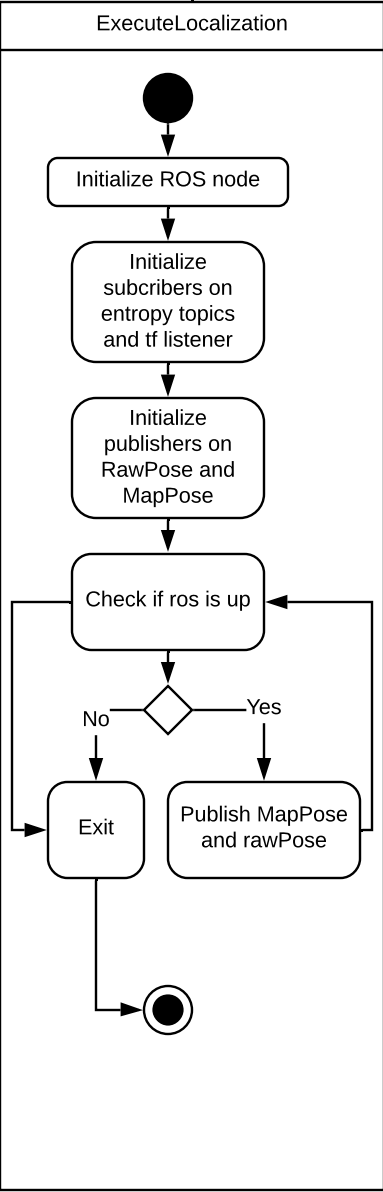 ExecuteLocalization
Initialize ROS node
Initialize
subcribers on
entropy topics
and tf listener
Initialize
publishers on
RawPose and
MapPose
Check if ros is up
No
Yes
Exit
Publish MapPose
and rawPose